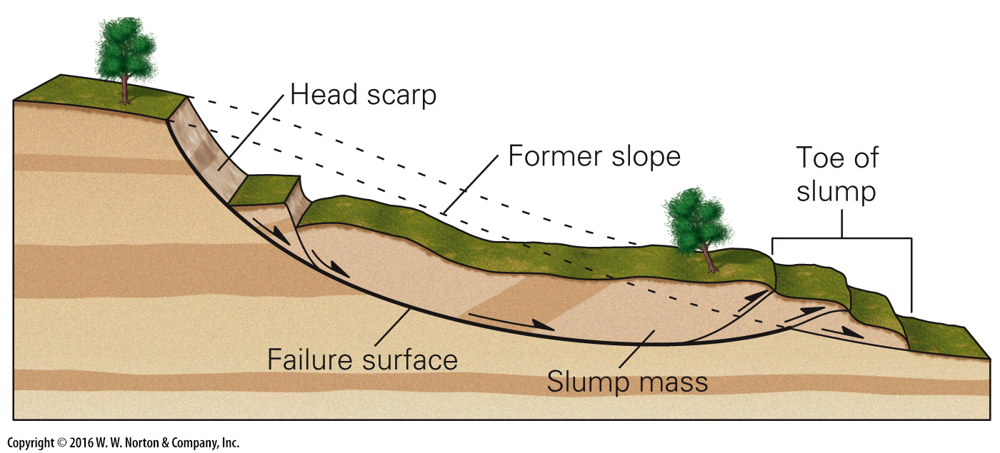 Head scarp
Former slope
Toe of
slump
Failure surface
Slump mass
Copyright © 2016 W. W. Norton & Company, Inc.